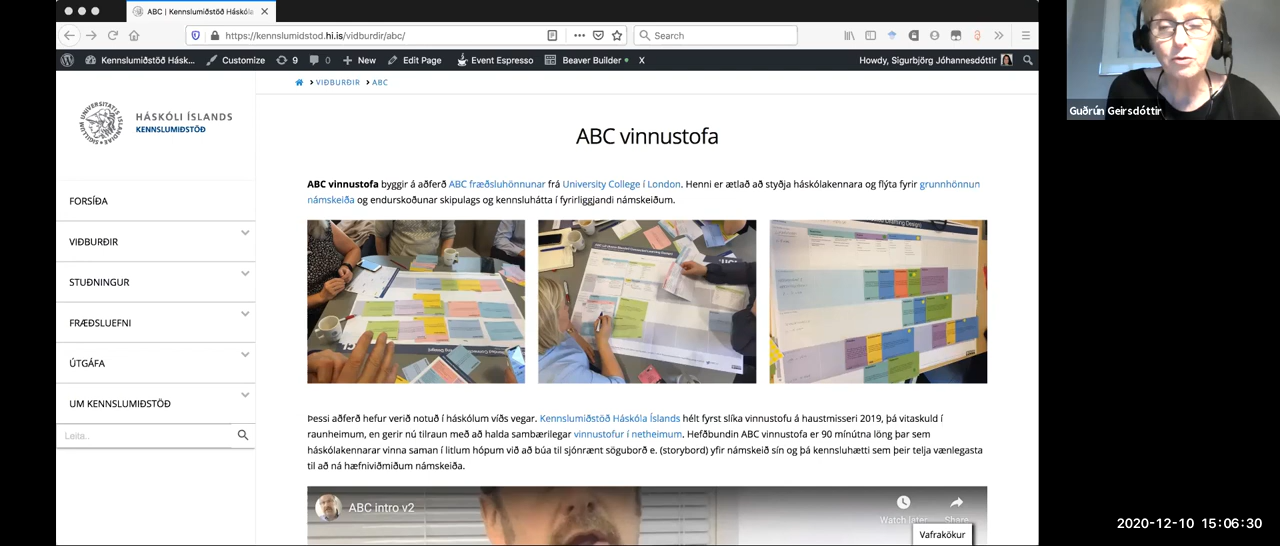 ABC | Kennslumiðstöð Háskóla
https://kennslumidstod.hi.is/vidburdir/abc/
Search
Kennslumiðstöð Hásk...
Customize
9
0
New
Edit Page
Event Espresso
Beaver Builder
X
Howdy, Sigurbjörg Jóhannesdóttir
HÁSKÓLI ÍSLANDS
KENNSLUMIÐSTÖÐ
FORSÍÐA
VIÐBURÐIR
STUÐNINGUR
FRÆÐSLUEFNI
ÚTGÁFA
UM KENNSLUMIÐSTÖÐ
Leita..
VIÐBURÐIR > ABC
ABC vinnustofa
ABC vinnustofa byggir á aðferð ABC fræðsluhönnunar frá University College í London. Henni er ætlað að styðja háskólakennara og flýta fyrir grunnhönnun
námskeiða og endurskoðunar skipulags og kennsluhátta í fyrirliggjandi námskeiðum.
Þessi aðferð hefur verið notuð í háskólum víðs vegar. Kennslumiðstöð Háskóla Íslands hélt fyrst slíka vinnustofu á haustmisseri 2019, þá vitaskuld í
raunheimum, en gerir nú tilraun með að halda sambærilegar vinnustofur í netheimum. Hefðbundin ABC vinnustofa er 90 mínútna löng þar sem
háskólakennarar vinna saman í litlum hópum við að búa til sjónrænt söguborð e. (storybord) yfir námskeið sín og þá kennsluhætti sem þeir telja vænlegasta
til að ná hæfniviðmiðum námskeiða.
ABC intro v2
Watch later
Share
Vafrakökur
Guðrún Geirsdóttir
2020-12-10 15:06:30